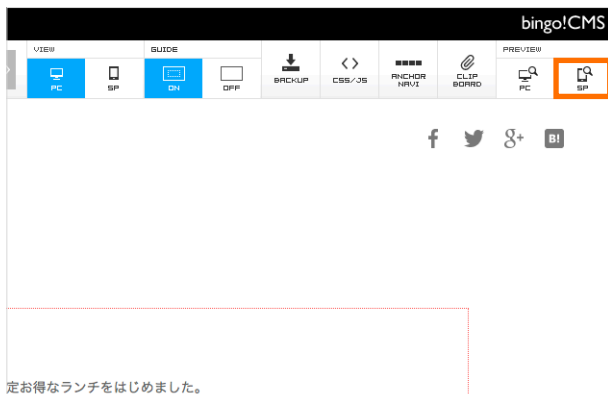 bingo!CMS
VIEW GUIDE PREVIEW
PC SP ON OFF BACKUP CSS/JS ANCHOR NAVI CLIP BOARD PC SP
f g+ B!
定お得なランチをはじめました。